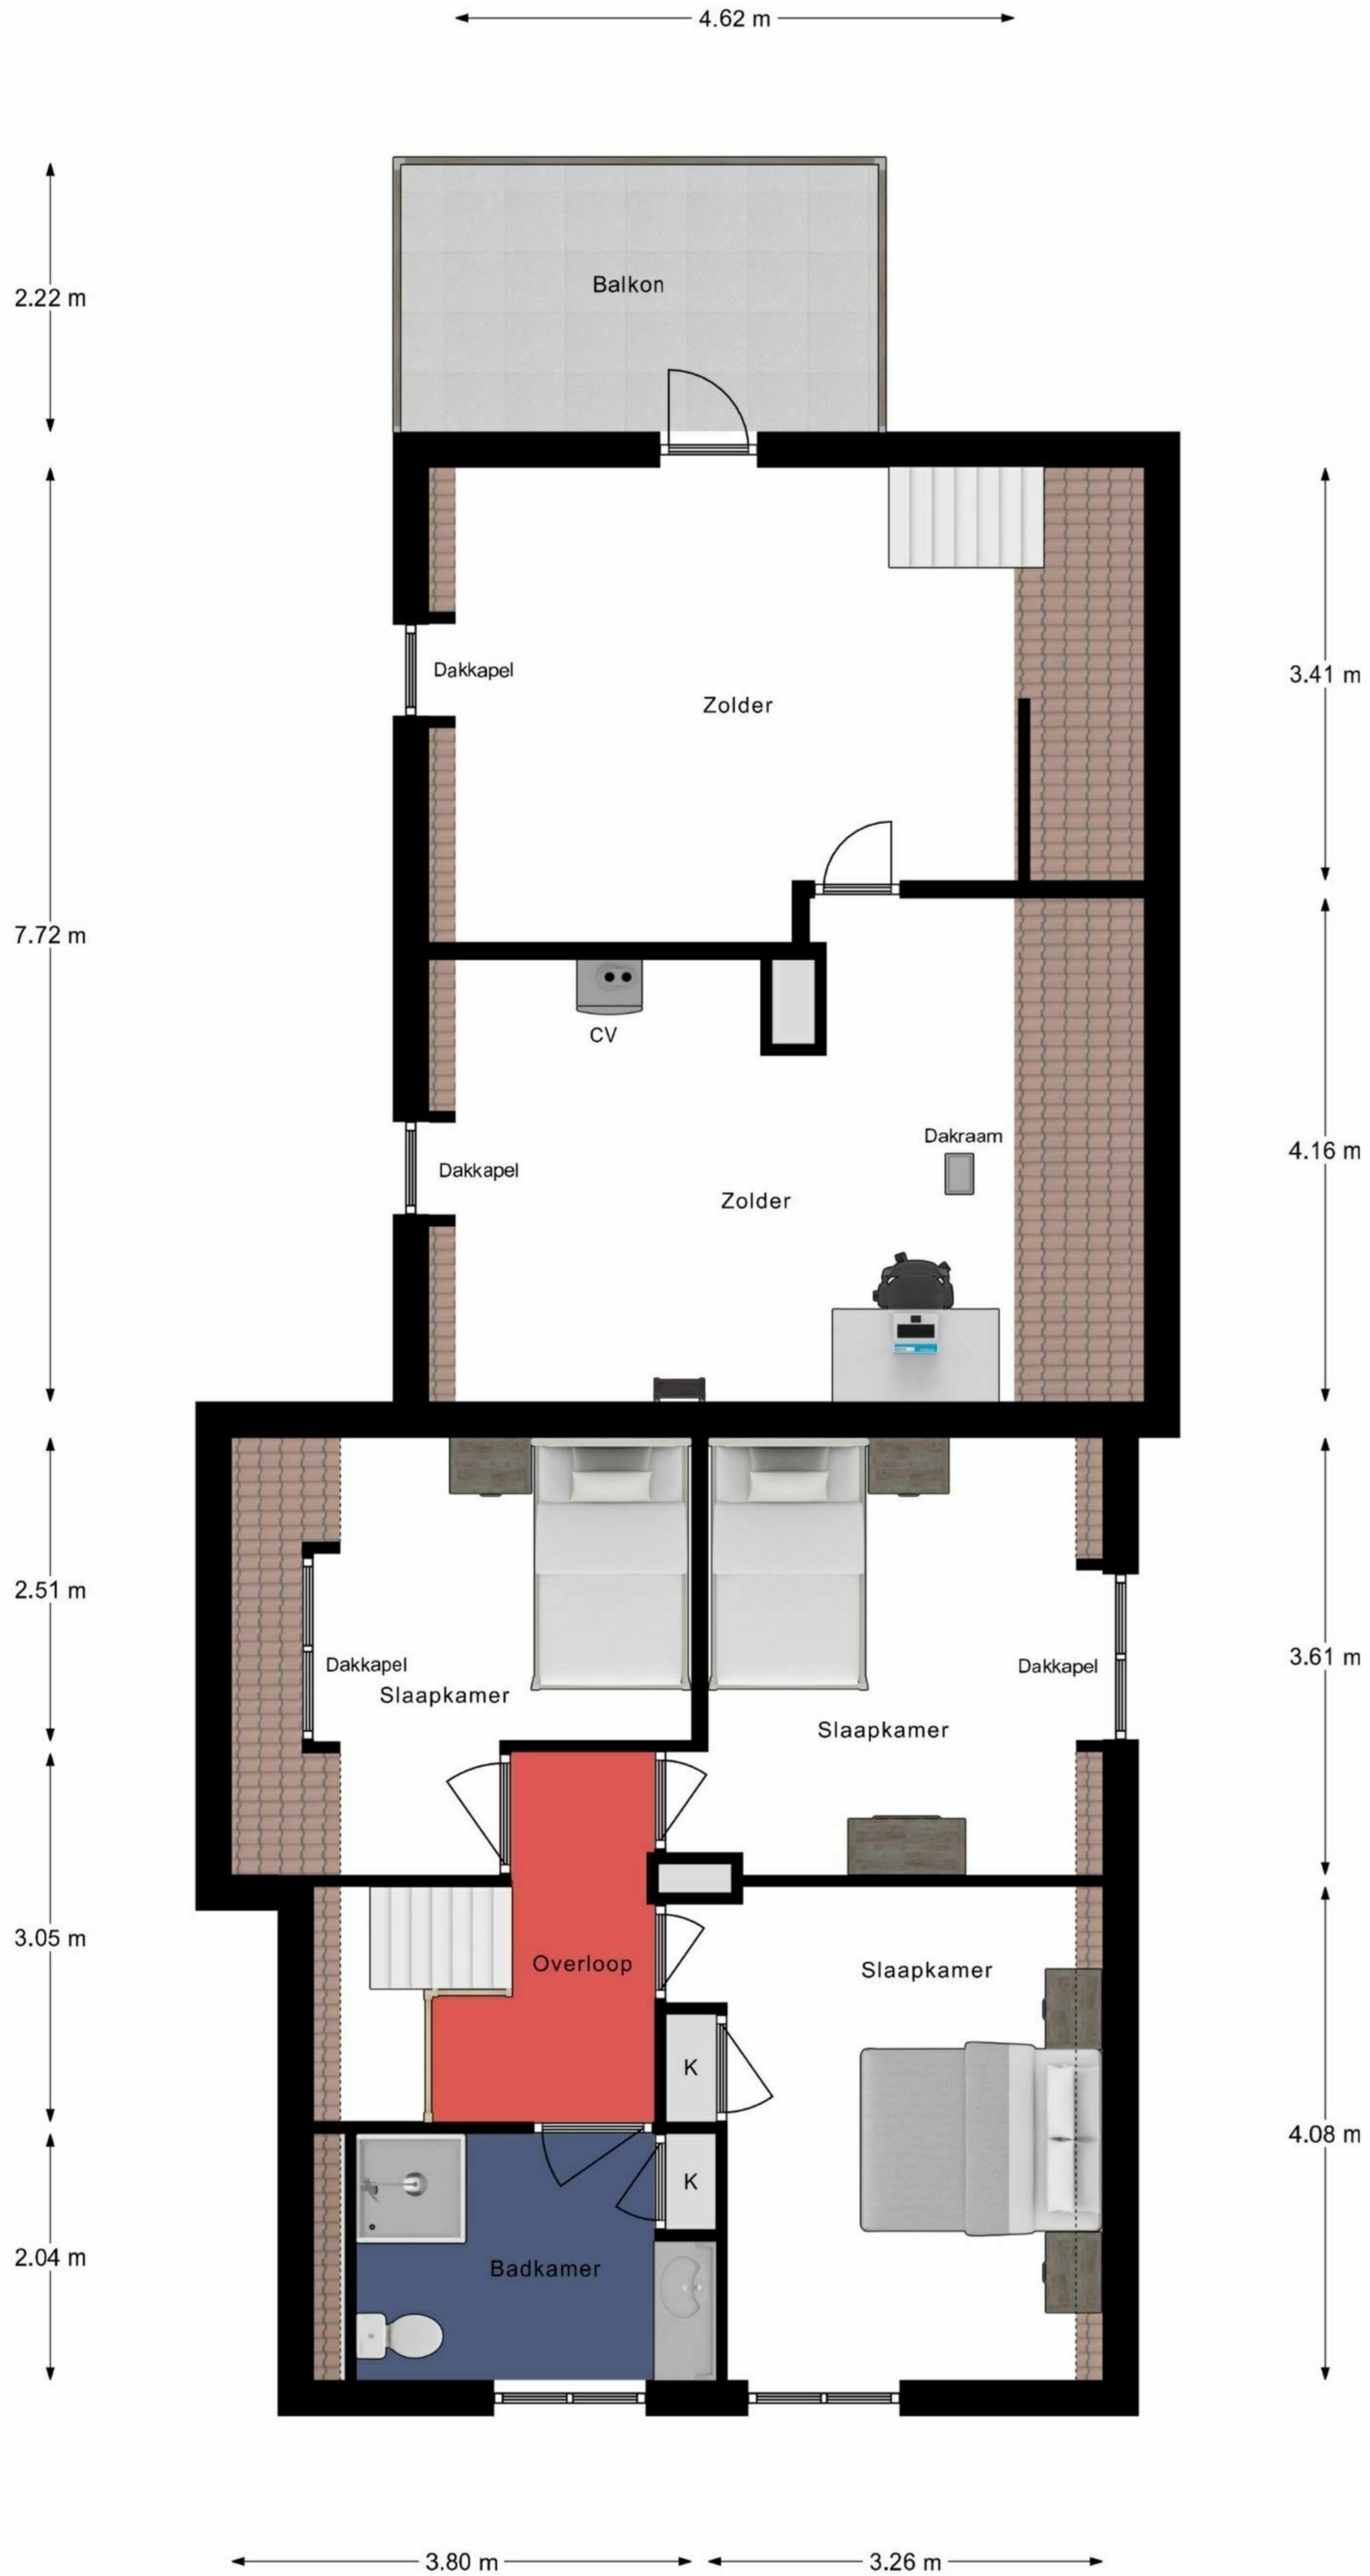 4.62 m
Balkon
2.22 m
Dakkapel
3.41 m
Zolder
7.72 m
CV
Dakraam
4.16 m
Dakkapel
Zolder
2.51 m
Dakkapel
Dakkapel
3.61 m
Slaapkamer
Slaapkamer
3.05 m
Overloop
Slaapkamer
K
4.08 m
K
2.04 m
Badkamer
3.80 m
3.26 m